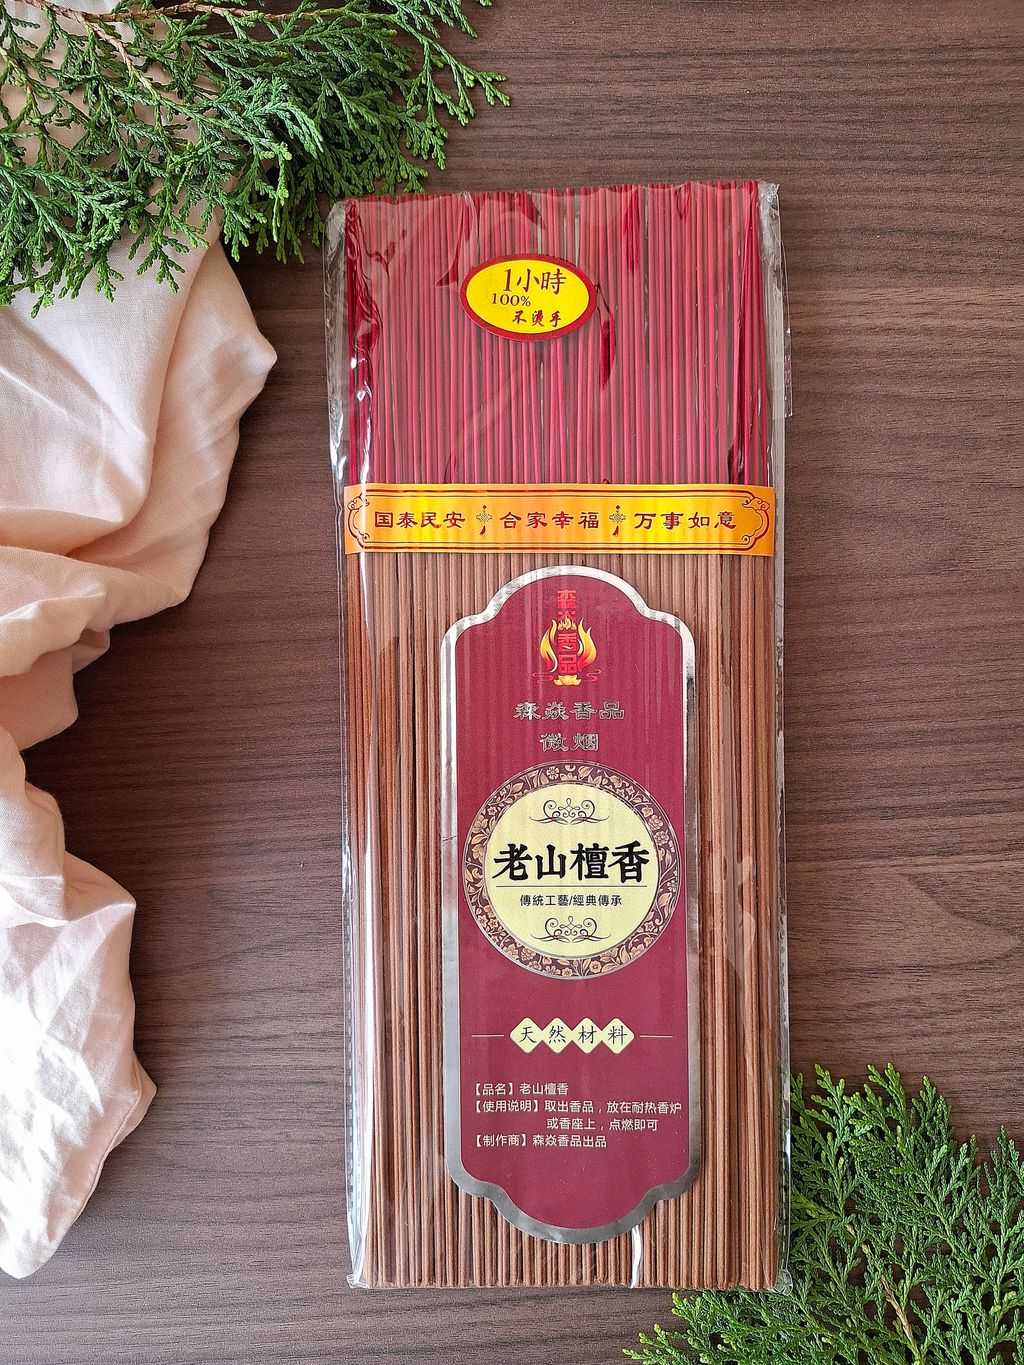 1小時
100%
不燙手
国泰民安 合家幸福 万事如意
森焱香品
森焱香品
微烟
老山檀香
傳統工藝/經典傳承
天然材料
【品名】老山檀香
【使用说明】取出香品，放在耐热香炉
或香座上，点燃即可
【制作商】森焱香品出品